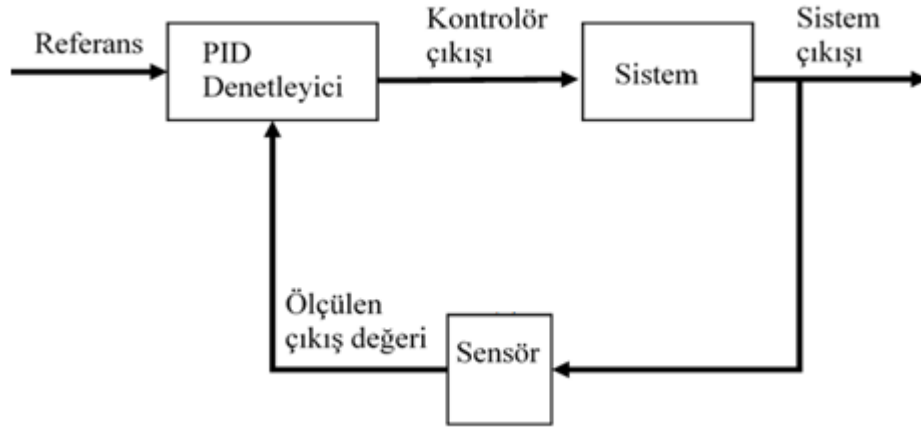 Referans
PID
Denetleyici
Kontrolör
çıkışı
Sistem
Sistem
çıkışı
Ölçülen
çıkış değeri
Sensör